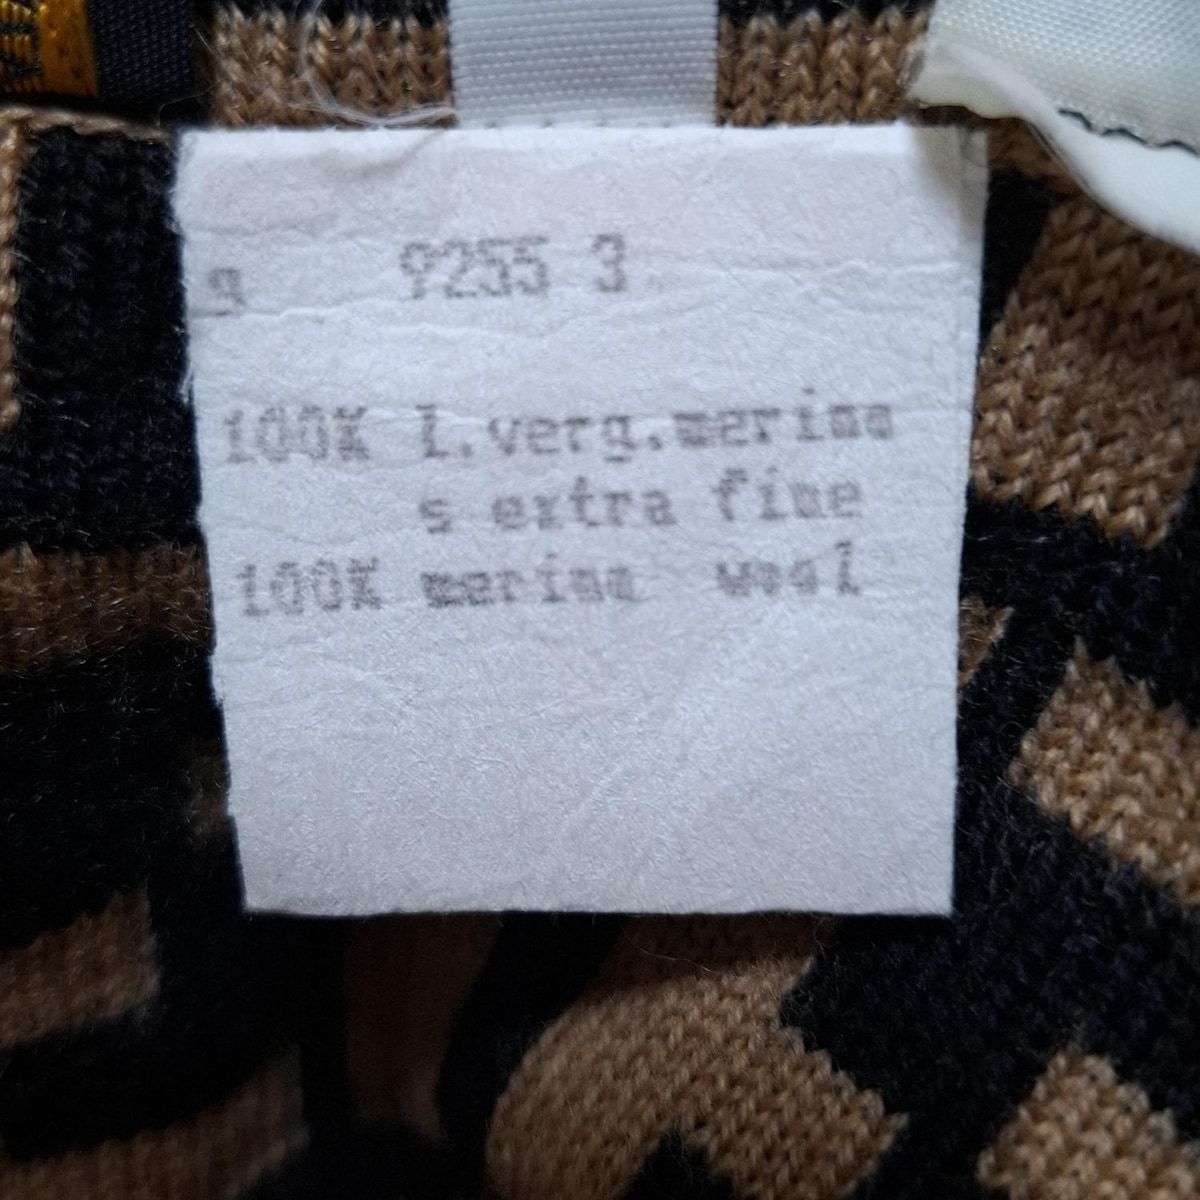 g 9255 3
100% l.verg.merino
s extra fine
100% merino wool